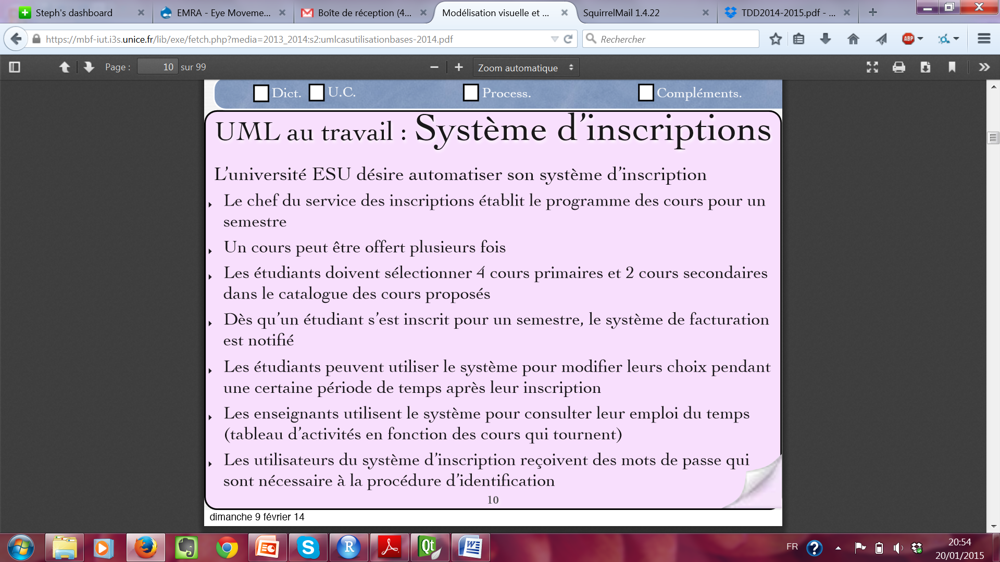 Steph's dashboard
EMRA - Eye Moveme...
Boîte de réception (4...
Modélisation visuelle et ...
SquirrelMail 1.4.22
TDD2014-2015.pdf - ...
https://mbf-iut.i3s.unice.fr/lib/exe/fetch.php?media=2013_2014:s2:umlcasutilisationbases-2014.pdf
Rechercher
ABP
Page : 10 sur 99
Zoom automatique
Dict. U.C. Process. Compléments.
UML au travail : Système d'inscriptions
L'université ESU désire automatiser son système d'inscription
Le chef du service des inscriptions établit le programme des cours pour un
semestre
Un cours peut être offert plusieurs fois
Les étudiants doivent sélectionner 4 cours primaires et 2 cours secondaires
dans le catalogue des cours proposés
Dès qu'un étudiant s'est inscrit pour un semestre, le système de facturation
est notifié
Les étudiants peuvent utiliser le système pour modifier leurs choix pendant
une certaine période de temps après leur inscription
Les enseignants utilisent le système pour consulter leur emploi du temps
(tableau d'activités en fonction des cours qui tournent)
Les utilisateurs du système d'inscription reçoivent des mots de passe qui
sont nécessaire à la procédure d'identification
10
dimanche 9 février 14
FR
20:54
20/01/2015